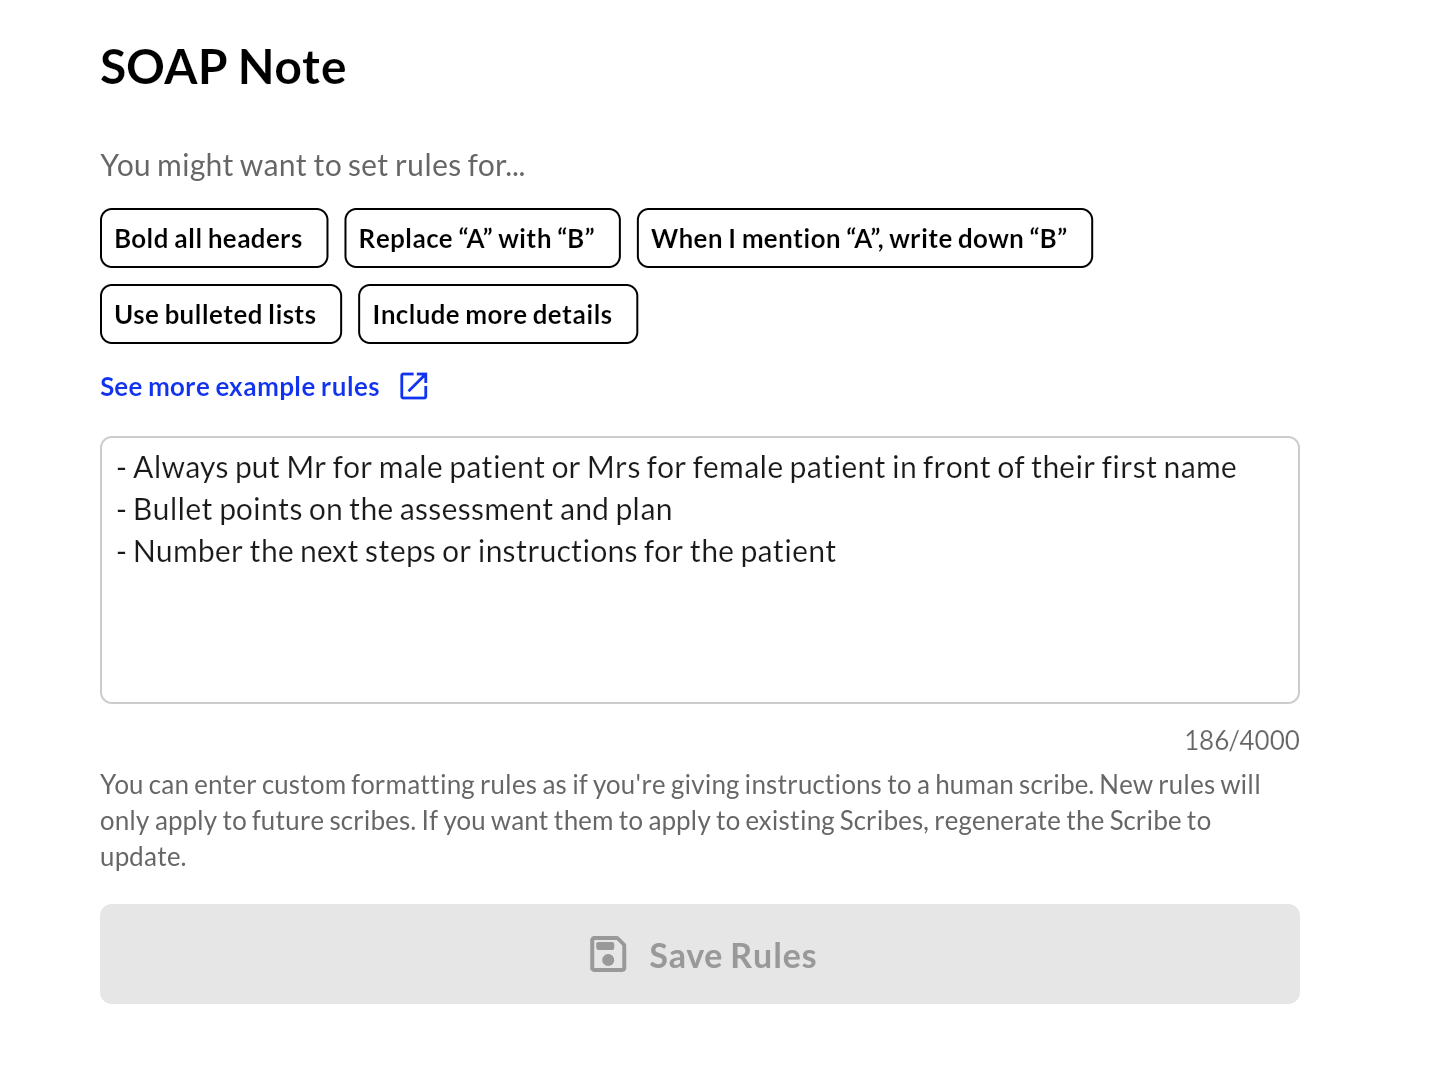 SOAP Note
You might want to set rules for...
Bold all headers
Replace “A” with “B”
When I mention “A”, write down “B”
Use bulleted lists
Include more details
See more example rules
- Always put Mr for male patient or Mrs for female patient in front of their first name
- Bullet points on the assessment and plan
- Number the next steps or instructions for the patient
186/4000
You can enter custom formatting rules as if you're giving instructions to a human scribe. New rules will
only apply to future scribes. If you want them to apply to existing Scribes, regenerate the Scribe to
update.
Save Rules